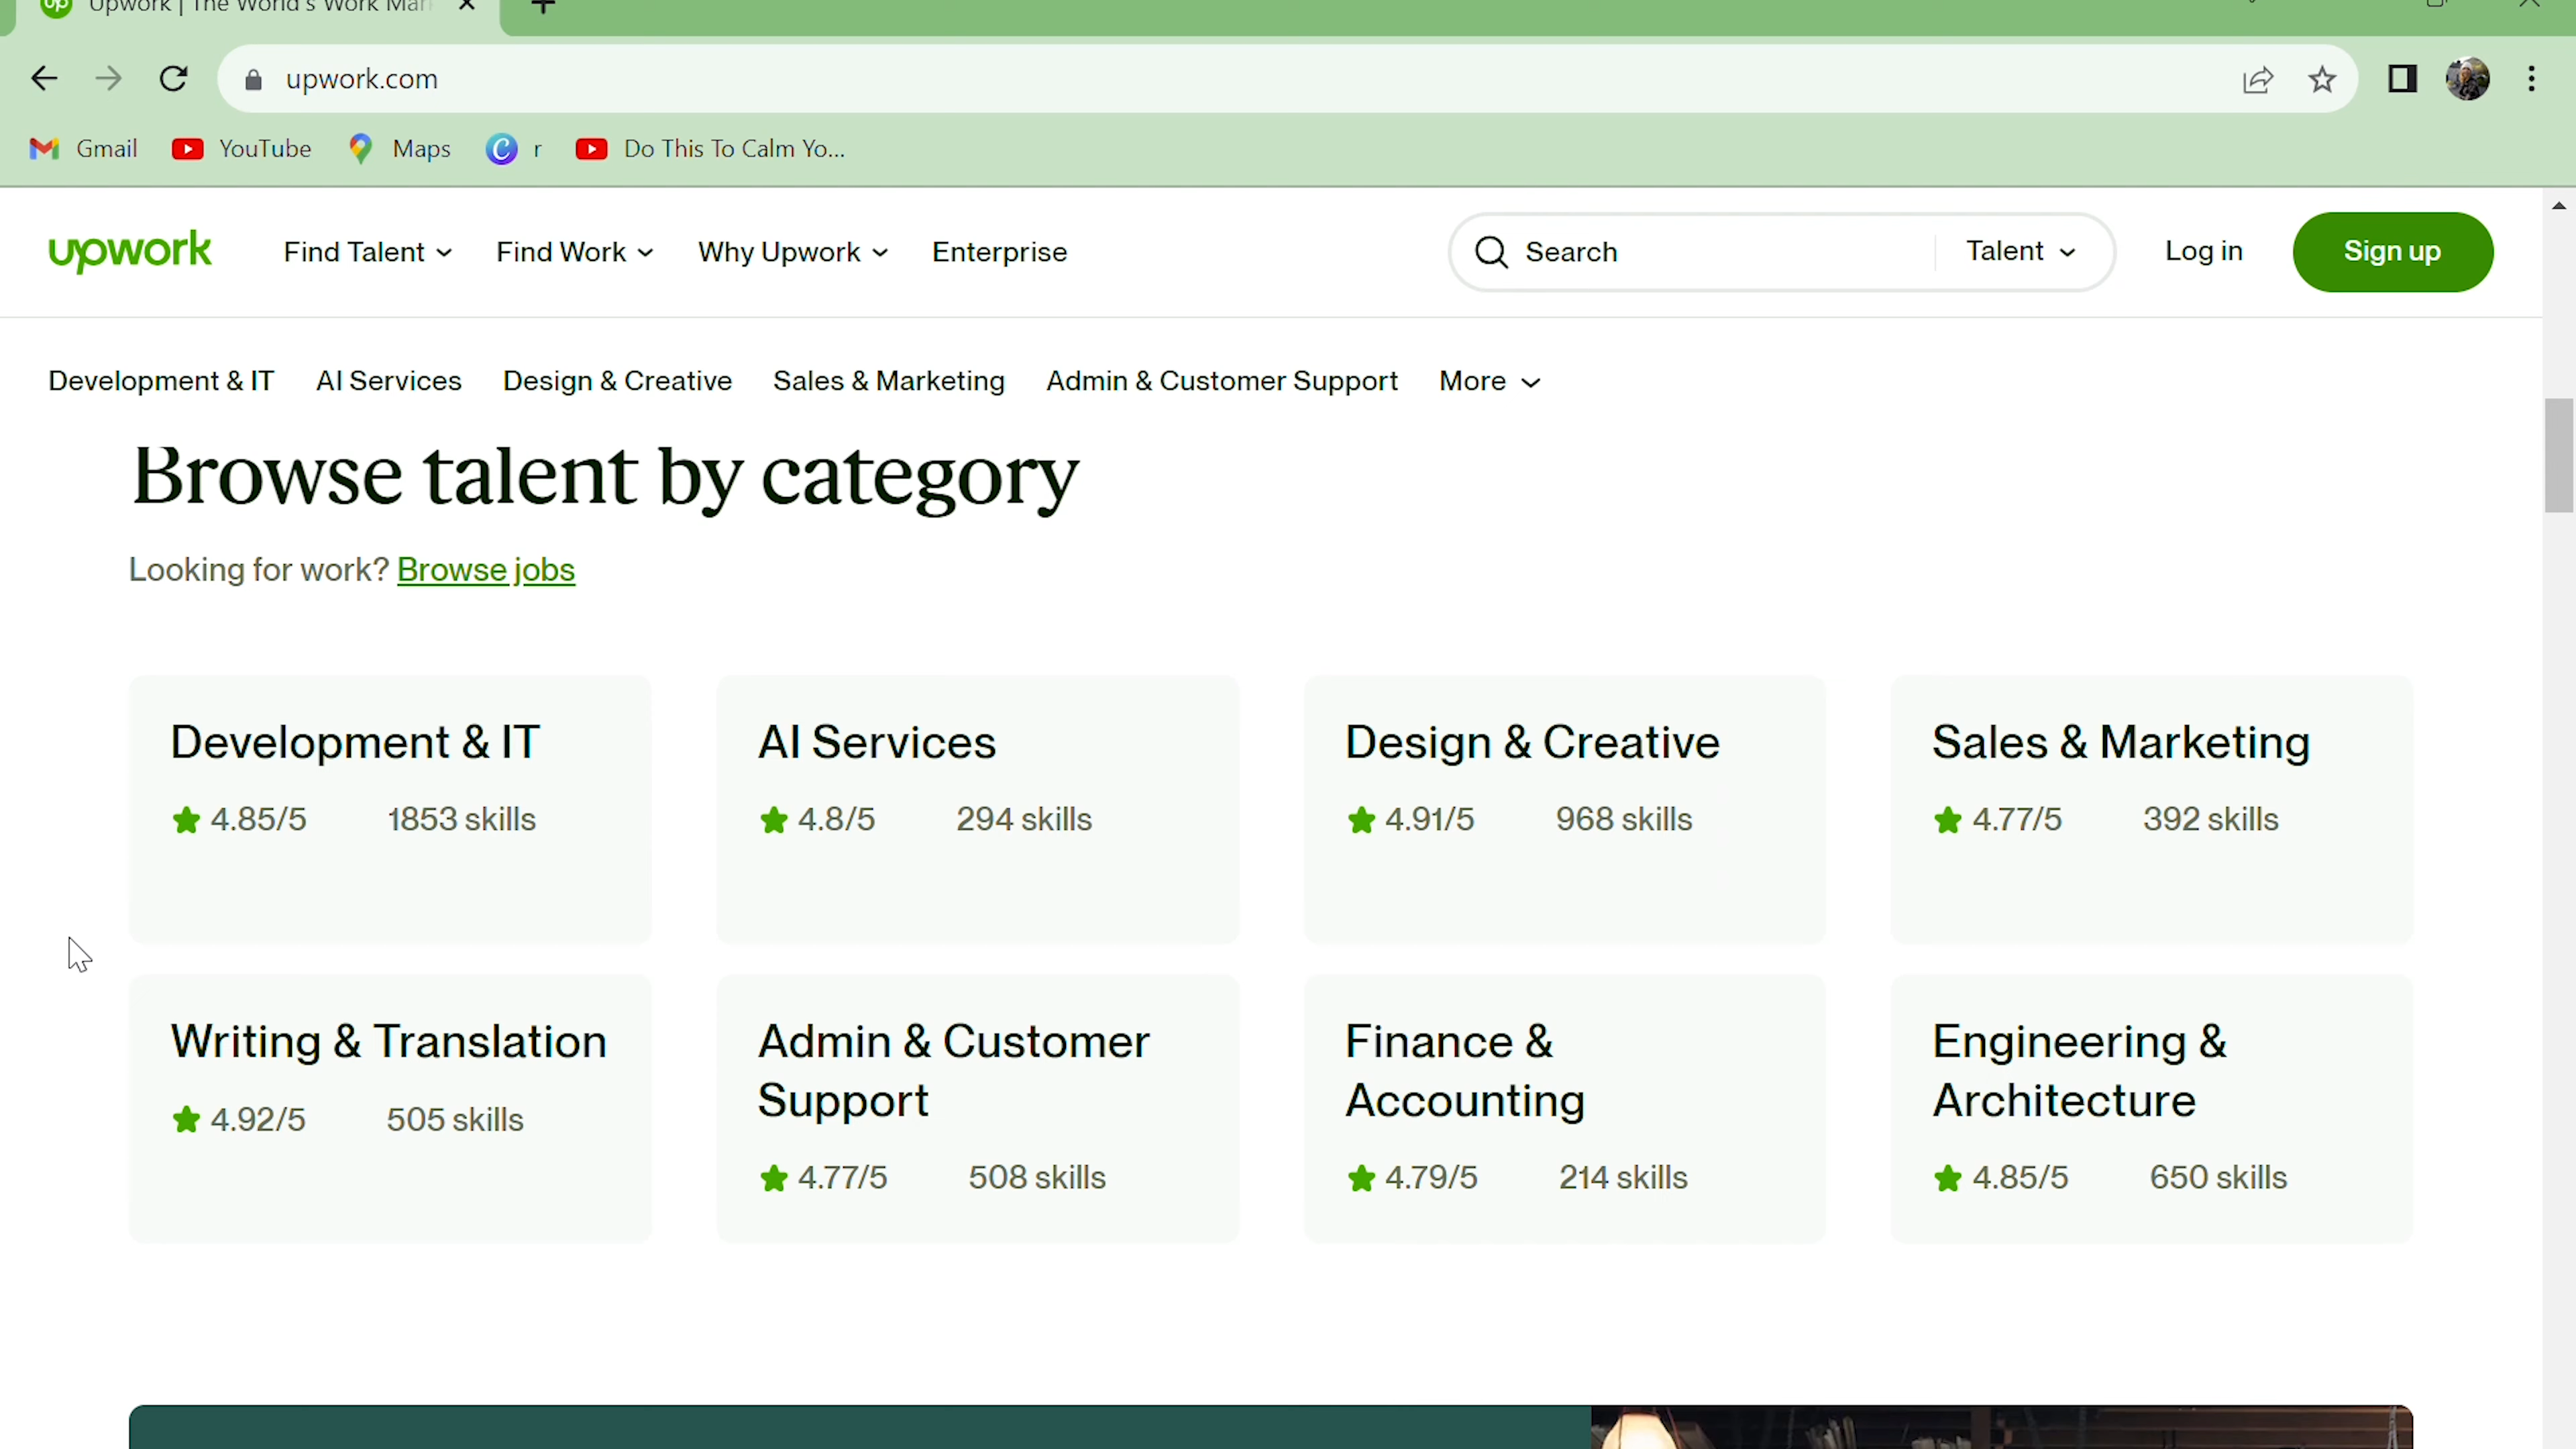 Upwork | The World's Work Mar
upwork.com
Gmail YouTube Maps r Do This To Calm Yo...
upwork Find Talent Find Work Why Upwork Enterprise Search Talent Log in Sign up
Development & IT AI Services Design & Creative Sales & Marketing Admin & Customer Support More
Browse talent by category
Looking for work? Browse jobs
Development & IT
4.85/5 1853 skills
AI Services
4.8/5 294 skills
Design & Creative
4.91/5 968 skills
Sales & Marketing
4.77/5 392 skills
Writing & Translation
4.92/5 505 skills
Admin & Customer
Support
4.77/5 508 skills
Finance &
Accounting
4.79/5 214 skills
Engineering &
Architecture
4.85/5 650 skills